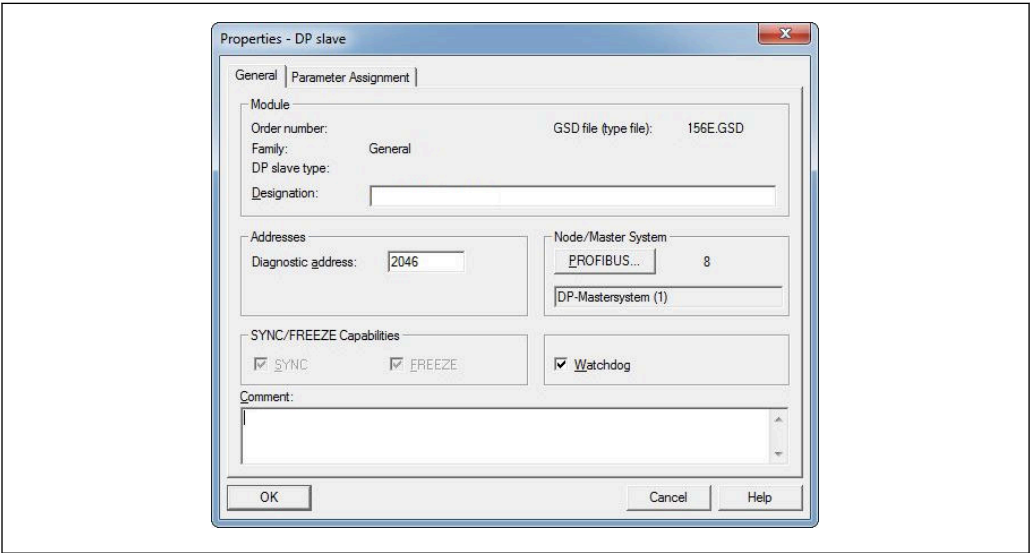 Properties - DP slave
X
General Parameter Assignment
Module
Order number: GSD file (type file): 156E.GSD
Family: General
DP slave type:
Designation:
Addresses
Diagnostic address: 2046
Node/Master System
PROFIBUS... 8
DP-Mastersystem (1)
SYNC/FREEZE Capabilities
SYNC FREEZE
Watchdog
Comment:
OK Cancel Help